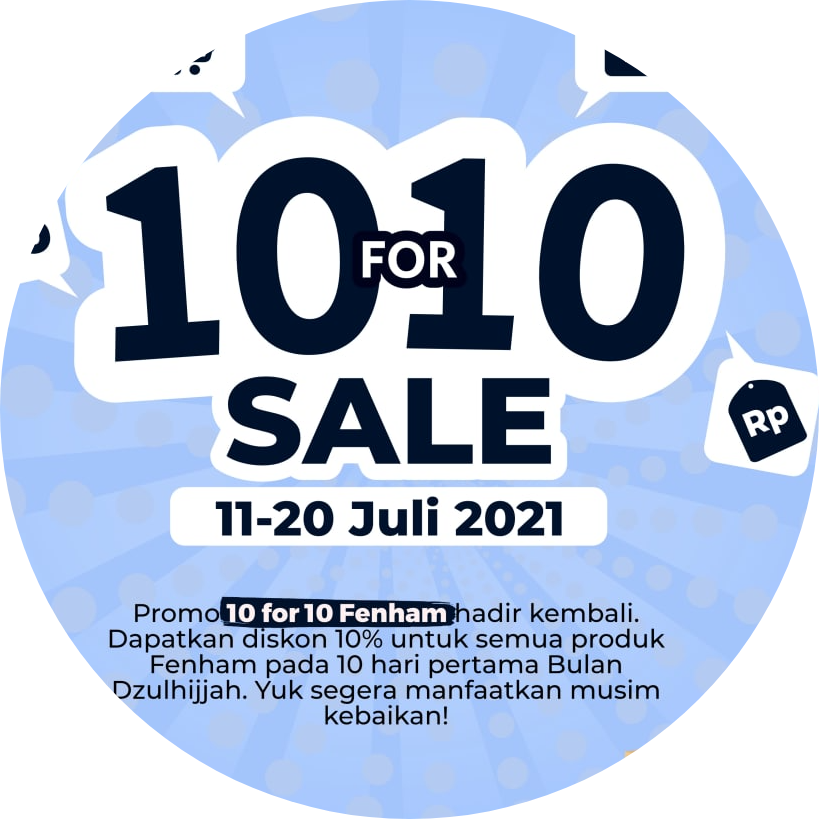 10 FOR 10
SALE
11-20 Juli 2021
Rp
Promo 10 for 10 Fenham hadir kembali.
Dapatkan diskon 10% untuk semua produk
Fenham pada 10 hari pertama Bulan
Dzulhijjah. Yuk segera manfaatkan musim
kebaikan!